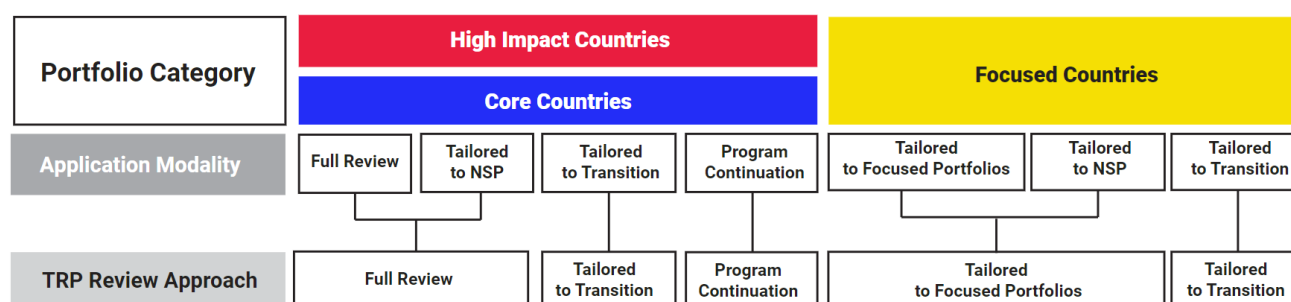 Portfolio Category
High Impact Countries
Core Countries
Focused Countries
Application Modality
Full Review
Tailored
to NSP
Tailored
to Transition
Program
Continuation
Tailored
to Focused Portfolios
Tailored
to NSP
Tailored
to Transition
TRP Review Approach
Full Review
Tailored
to Transition
Program
Continuation
Tailored
to Focused Portfolios
Tailored
to Transition